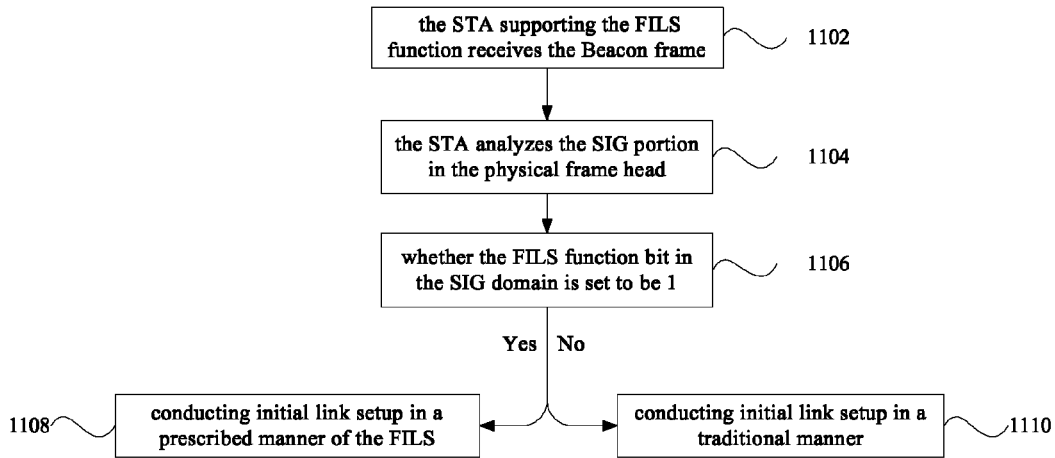 the STA supporting the FILS
function receives the Beacon frame
1102
the STA analyzes the SIG portion
in the physical frame head
1104
whether the FILS function bit in
the SIG domain is set to be 1
1106
Yes No
1108
conducting initial link setup in a
prescribed manner of the FILS
conducting initial link setup in a
traditional manner
1110